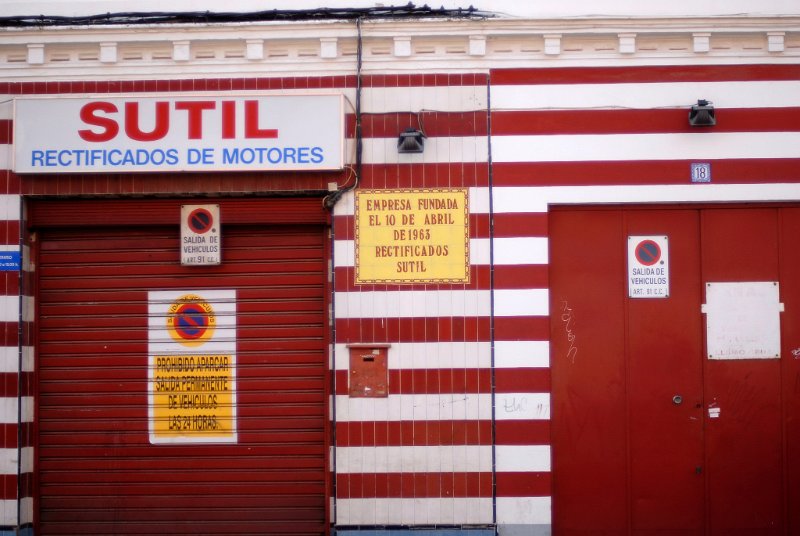 SUTIL
RECTIFICADOS DE MOTORES
SALIDA DE
VEHICULOS
(ART. 91 C.C.)
PROHIBIDO APARCAR
SALIDA PERMANENTE
DE VEHICULOS
LAS 24 HORAS.
EMPRESA FUNDADA
EL 10 DE ABRIL
DE 1963
RECTIFICADOS
SUTIL
18
SALIDA DE
VEHICULOS
(ART. 91 C.C.)